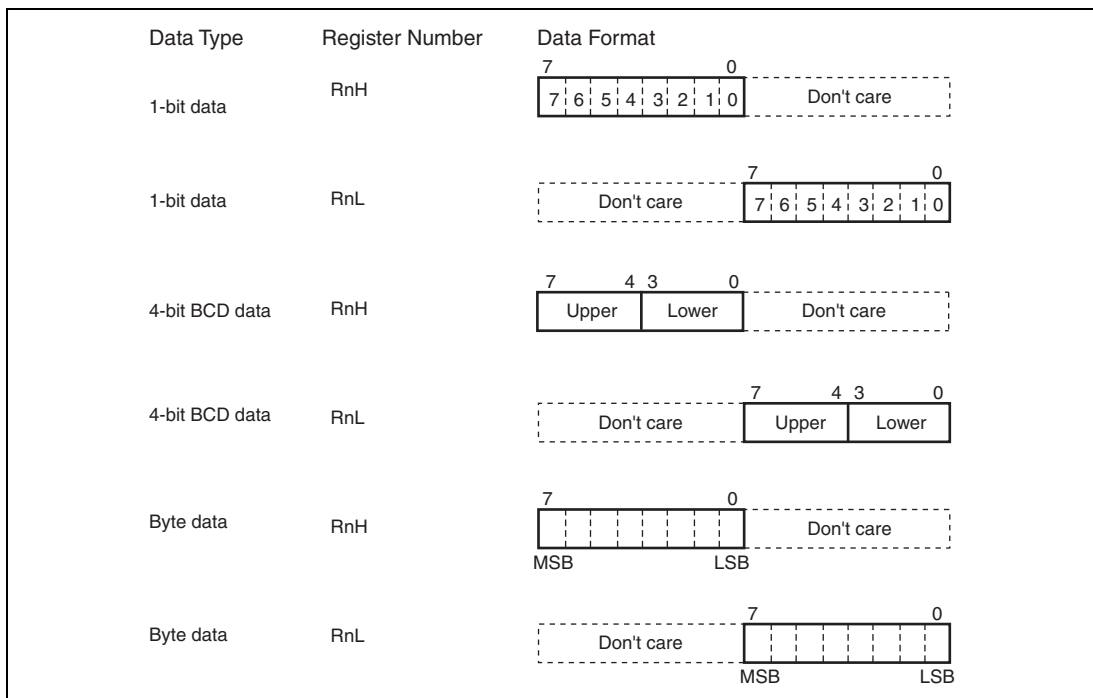 Data Type Register Number Data Format
7 0
1-bit data RnH 7 6 5 4 3 2 1 0 Don't care
7 0
1-bit data RnL Don't care 7 6 5 4 3 2 1 0
7 4 3 0
4-bit BCD data RnH Upper Lower Don't care
7 4 3 0
4-bit BCD data RnL Don't care Upper Lower
7 0
Byte data RnH Don't care
MSB LSB
7 0
Byte data RnL Don't care
MSB LSB